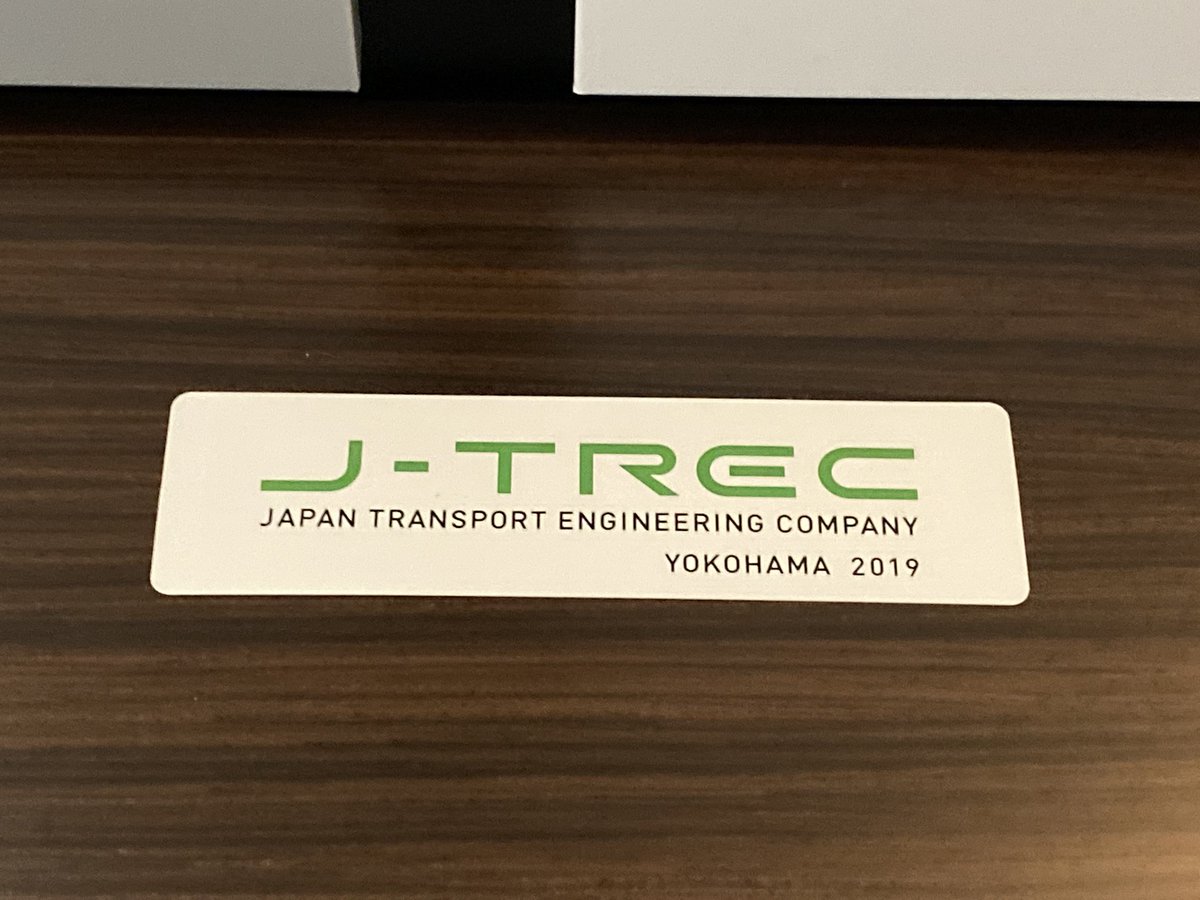 J-TREC
JAPAN TRANSPORT ENGINEERING COMPANY
YOKOHAMA 2019